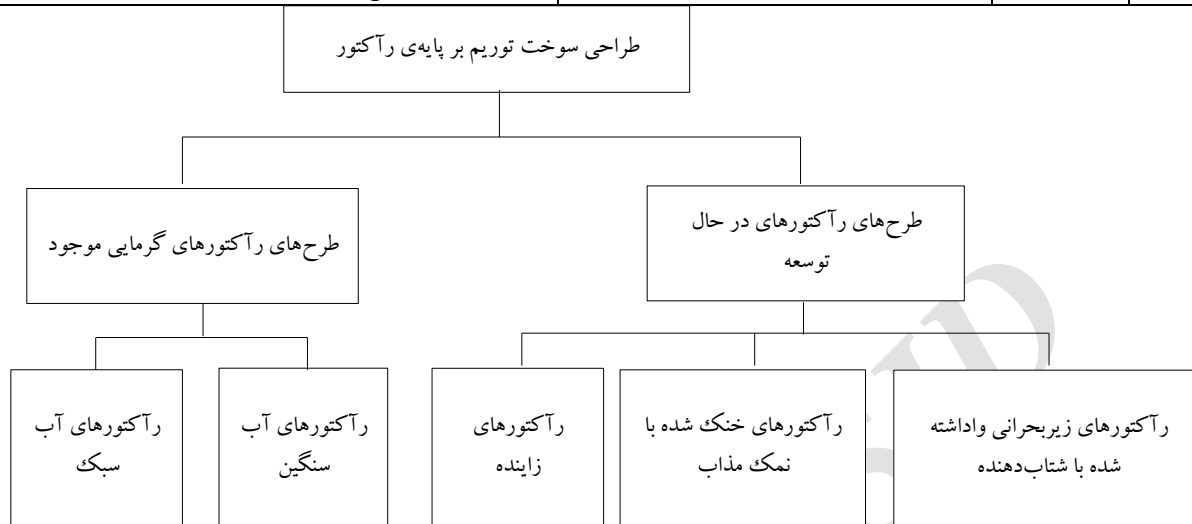 طراحی سوخت توریم بر پایه‌ی رآکتور
طرح‌های رآکتورهای در حال
توسعه
طرح‌های رآکتورهای گرمایی موجود
رآکتورهای زیربحرانی واداشته
شده با شتاب‌دهنده
رآکتورهای خنک شده با
نمک مذاب
رآکتورهای
زاینده
رآکتورهای آب
سنگین
رآکتورهای آب
سبک